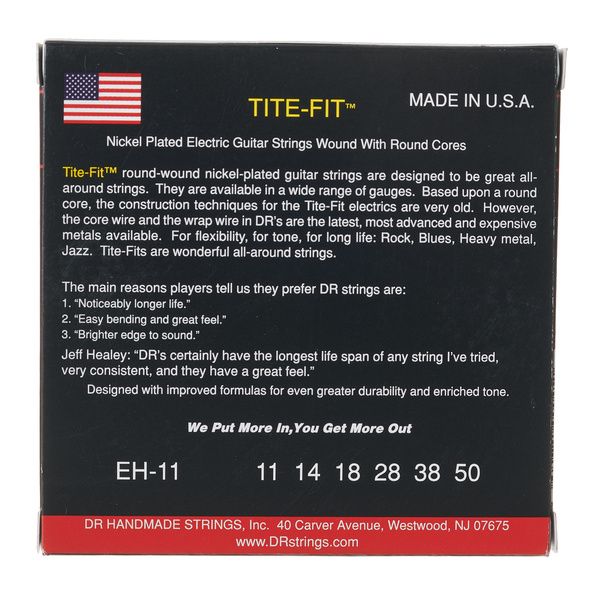 TITE-FIT™
MADE IN U.S.A.
Nickel Plated Electric Guitar Strings Wound With Round Cores
Tite-Fit™ round-wound nickel-plated guitar strings are designed to be great all-
around strings. They are available in a wide range of gauges. Based upon a round
core, the construction techniques for the Tite-Fit electrics are very old. However,
the core wire and the wrap wire in DR's are the latest, most advanced and expensive
metals available. For flexibility, for tone, for long life: Rock, Blues, Heavy metal,
Jazz. Tite-Fits are wonderful all-around strings.
The main reasons players tell us they prefer DR strings are:
1. “Noticeably longer life.”
2. “Easy bending and great feel.”
3. “Brighter edge to sound.”
Jeff Healey: “DR's certainly have the longest life span of any string I've tried,
very consistent, and they have a great feel.”
Designed with improved formulas for even greater durability and enriched tone.
We Put More In,You Get More Out
EH-11 11 14 18 28 38 50
DR HANDMADE STRINGS, Inc. 40 Carver Avenue, Westwood, NJ 07675
www.DRstrings.com